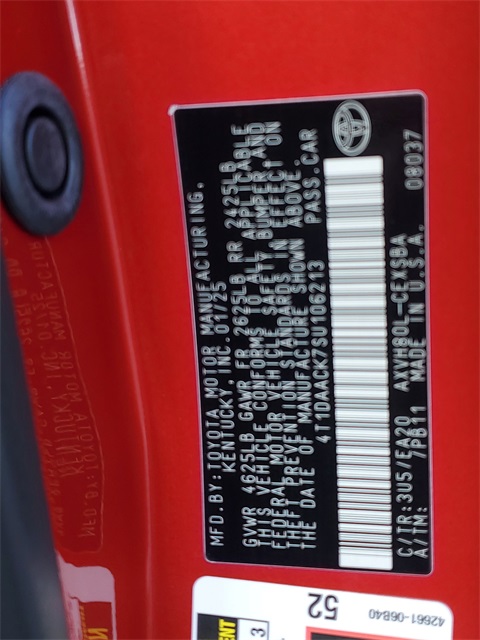 MFD.BY: TOYOTA MOTOR MANUFACTURING.
KENTUCKY, INC. 01/25
GVWR 4625LB GAWR FR 2625LB RR 2425LB
THIS VEHICLE CONFORMS TO ALL APPLICABLE
FEDERAL MOTOR VEHICLE SAFETY, BUMPER AND
THEFT PREVENTION STANDARDS IN EFFECT ON
THE DATE OF MANUFACTURE SHOWN ABOVE.
4T1DAACK7SU106213 PASS.CAR
C/TR: 3U5/EA20 AXVH80L-CEXSBA
A/TM: 7PB11 MADE IN U.S.A. 08037
52
42661-06B40
3